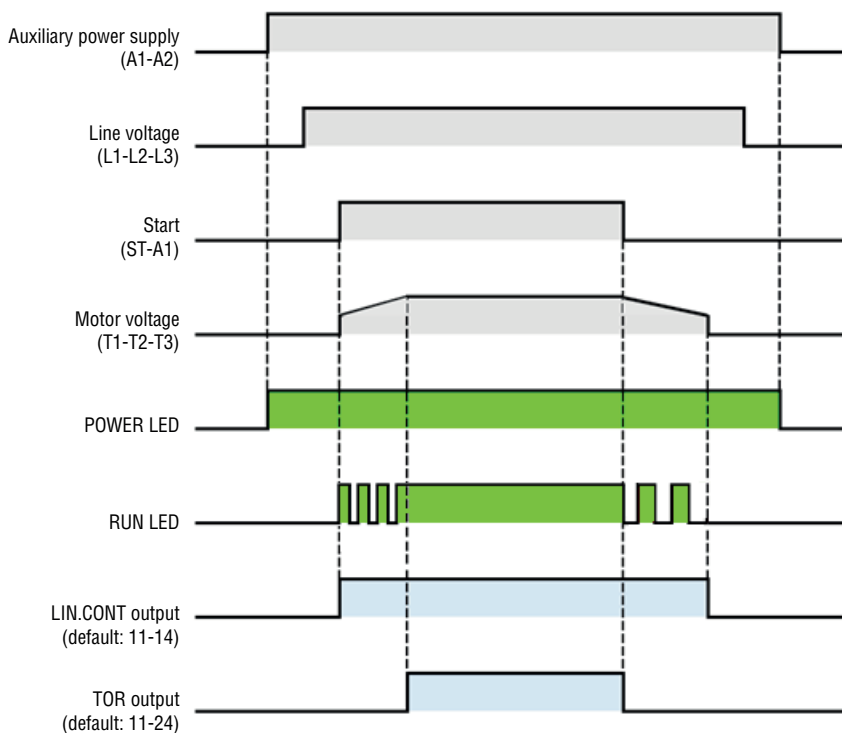 Auxiliary power supply
(A1-A2)
Line voltage
(L1-L2-L3)
Start
(ST-A1)
Motor voltage
(T1-T2-T3)
POWER LED
RUN LED
LIN.CONT output
(default: 11-14)
TOR output
(default: 11-24)